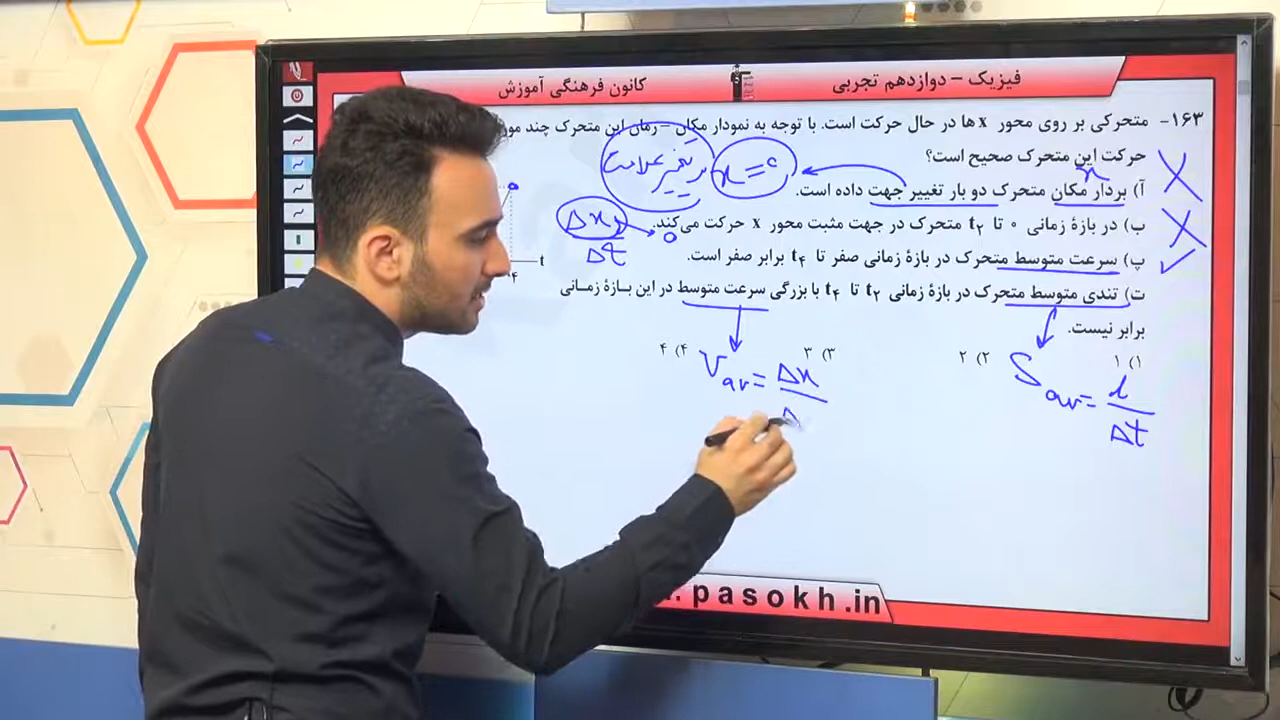 فیزیک – دوازدهم تجربی
کانون فرهنگی آموزش
۱۶۳- متحرکی بر روی محور x ها در حال حرکت است. با توجه به نمودار مکان – زمان این متحرک چند
حرکت این متحرک صحیح است؟
x
x = 0
تغییر علامت
آ) بردار مکان متحرک دو بار تغییر جهت داده است.
ب) در بازهٔ زمانی ۰ تا t۲ متحرک در جهت مثبت محور x حرکت می‌کند.
Δx
Δt
0
پ) سرعت متوسط متحرک در بازهٔ زمانی صفر تا t۴ برابر صفر است.
t
۴
ت) تندی متوسط متحرک در بازهٔ زمانی t۲ تا t۴ با بزرگی سرعت متوسط در این بازهٔ زمانی
برابر نیست.
۱) ۱
۲) ۲
۳) ۳
۴) ۴
Sav = l
Δt
Vav = Δx
Δ
pasokh.in